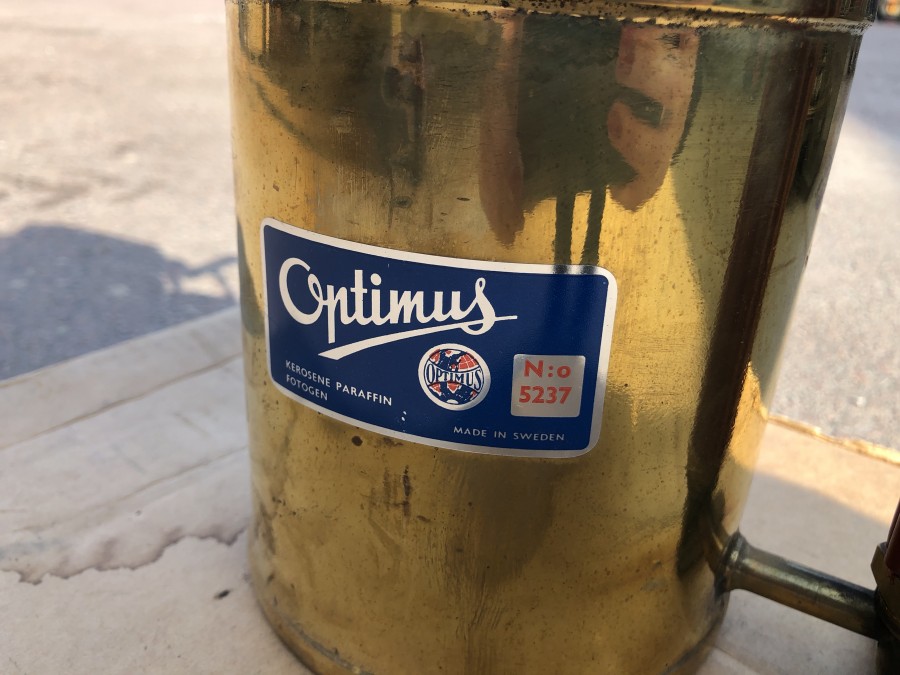 Optimus
KEROSENE PARAFFIN
FOTOGEN
OPTIMUS
N:o
5237
MADE IN SWEDEN